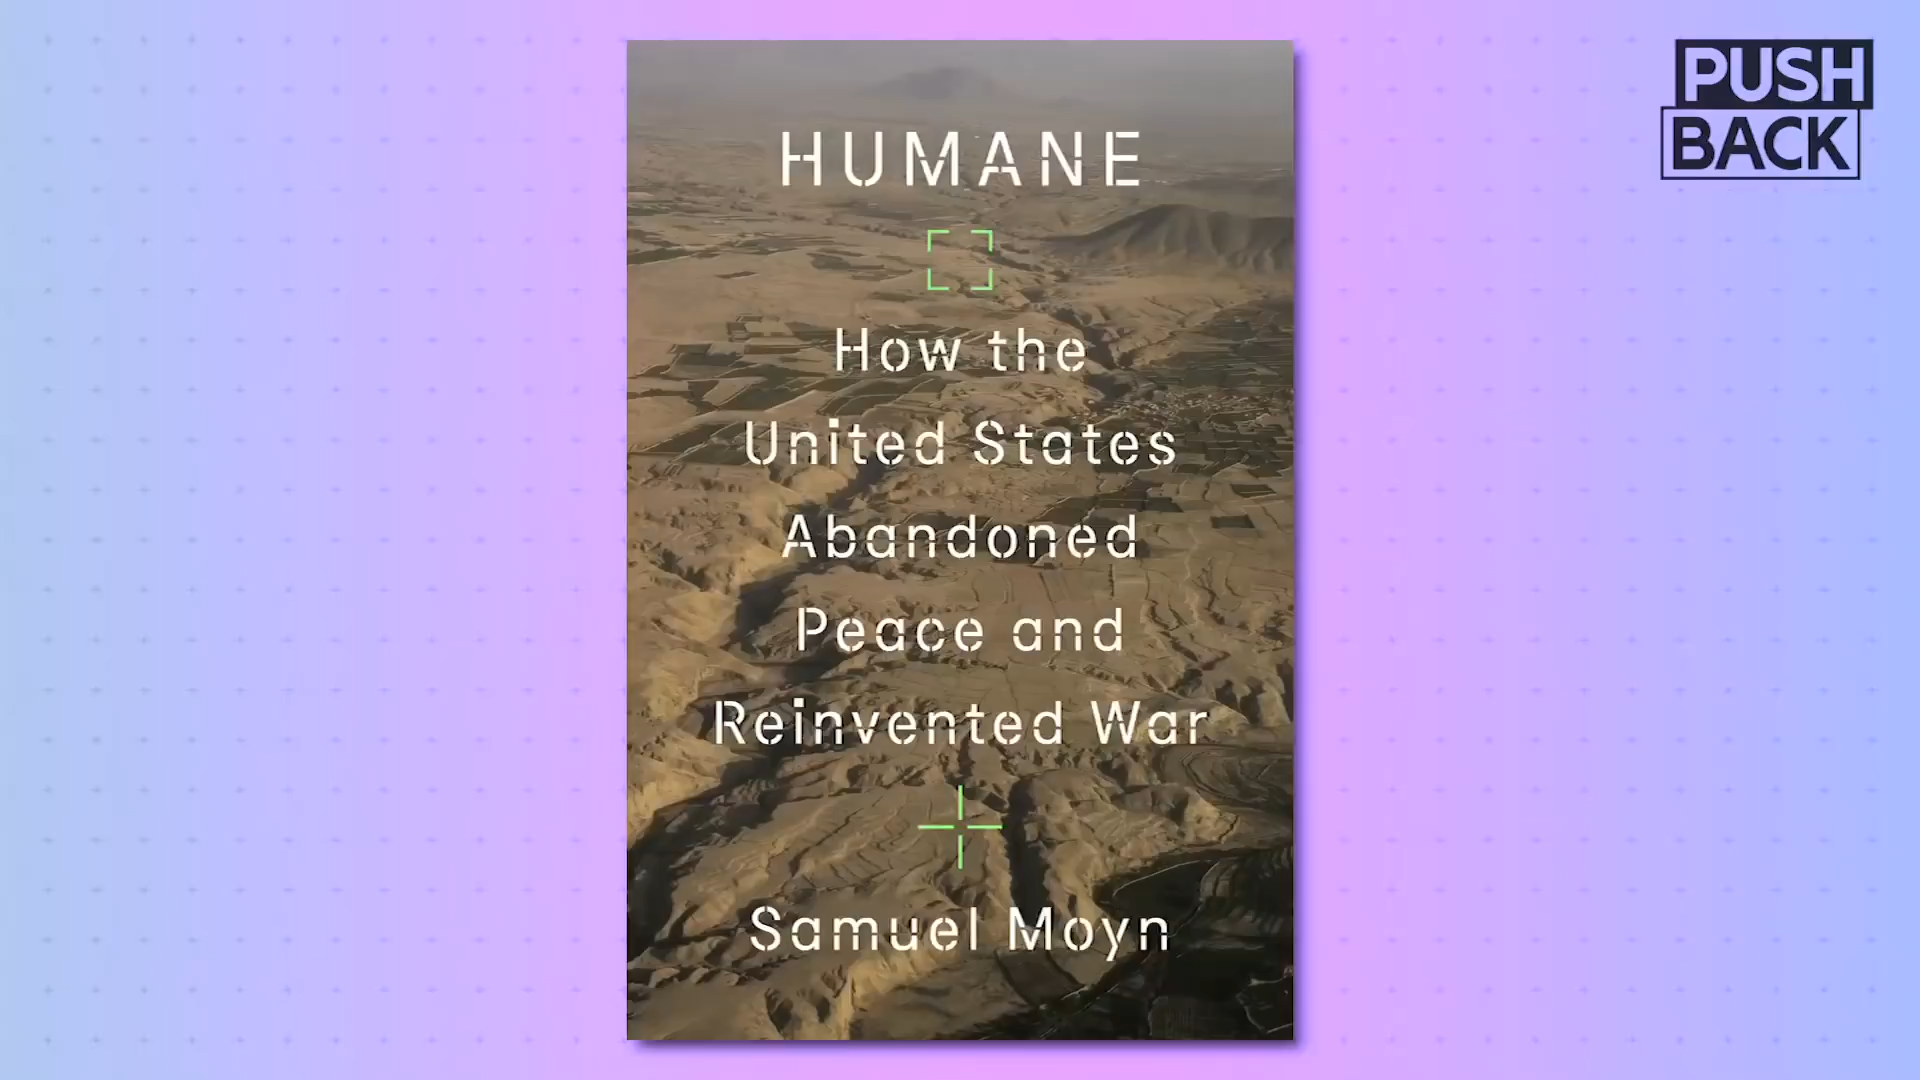 HUMANE
How the
United States
Abandoned
Peace and
Reinvented War
Samuel Moyn
PUSH
BACK